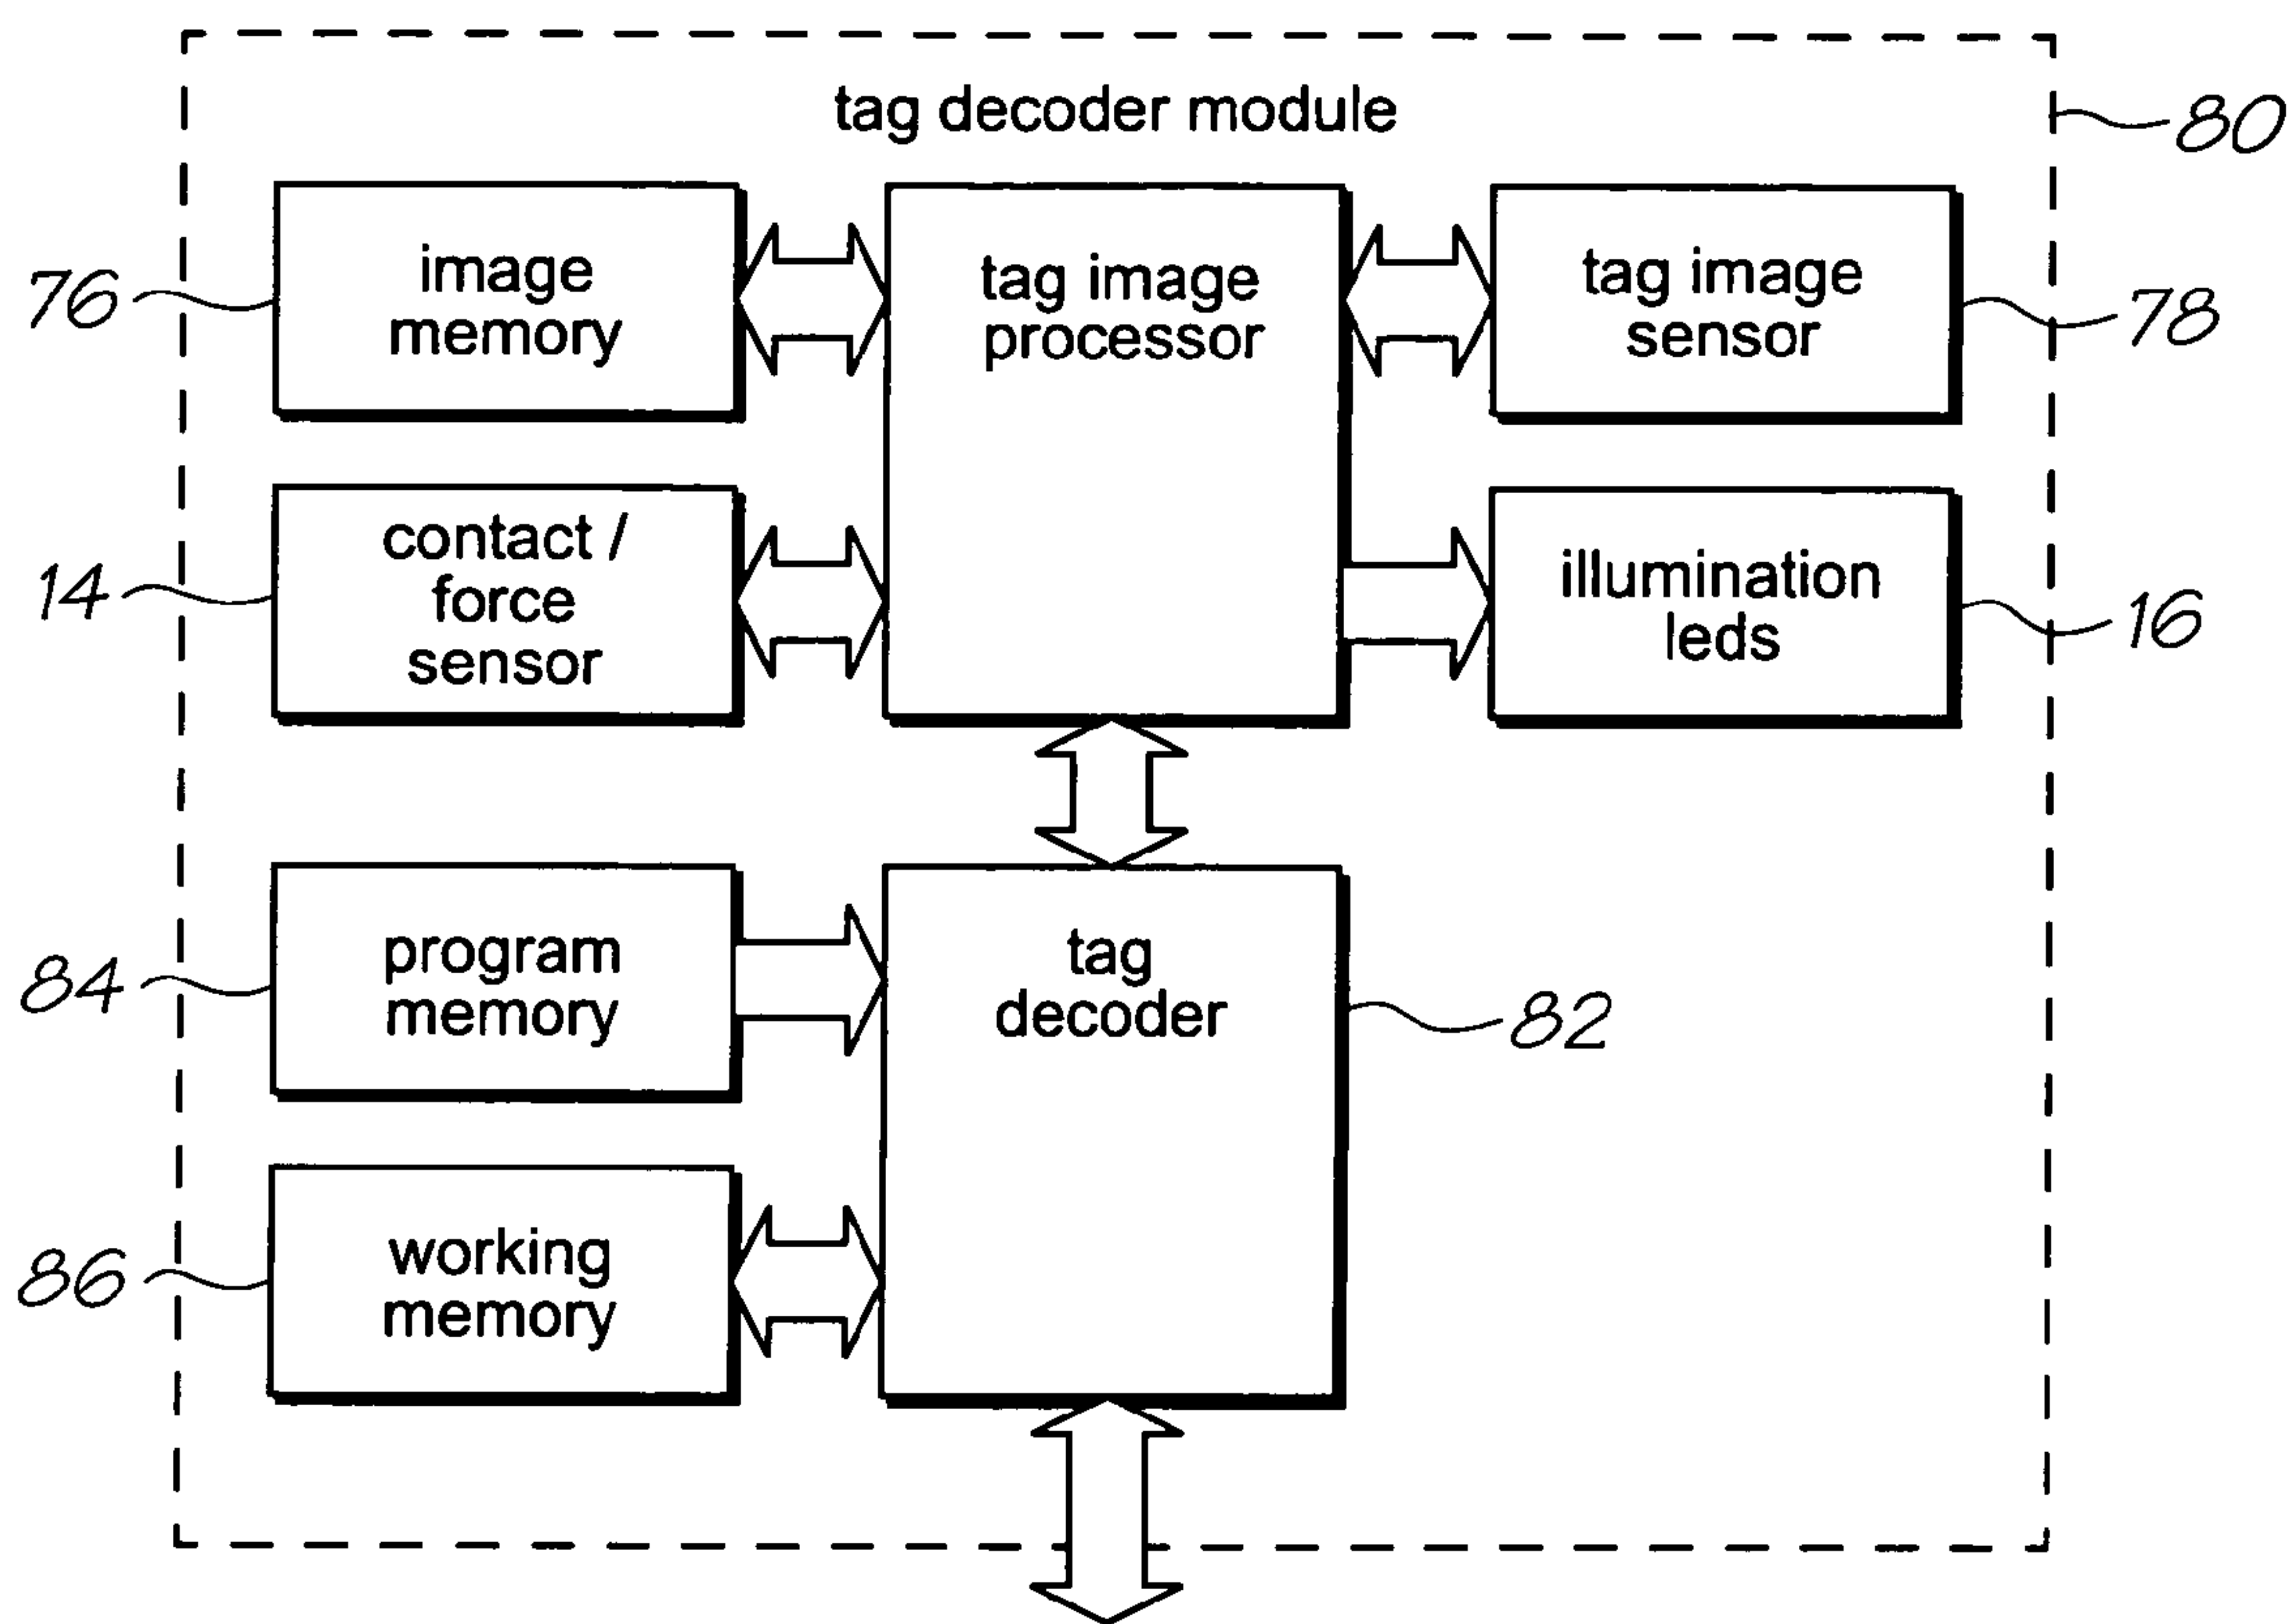 tag decoder module
80
image
memory
76
tag image
processor
tag image
sensor
78
contact /
force
sensor
14
illumination
leds
16
program
memory
84
tag
decoder
82
working
memory
86